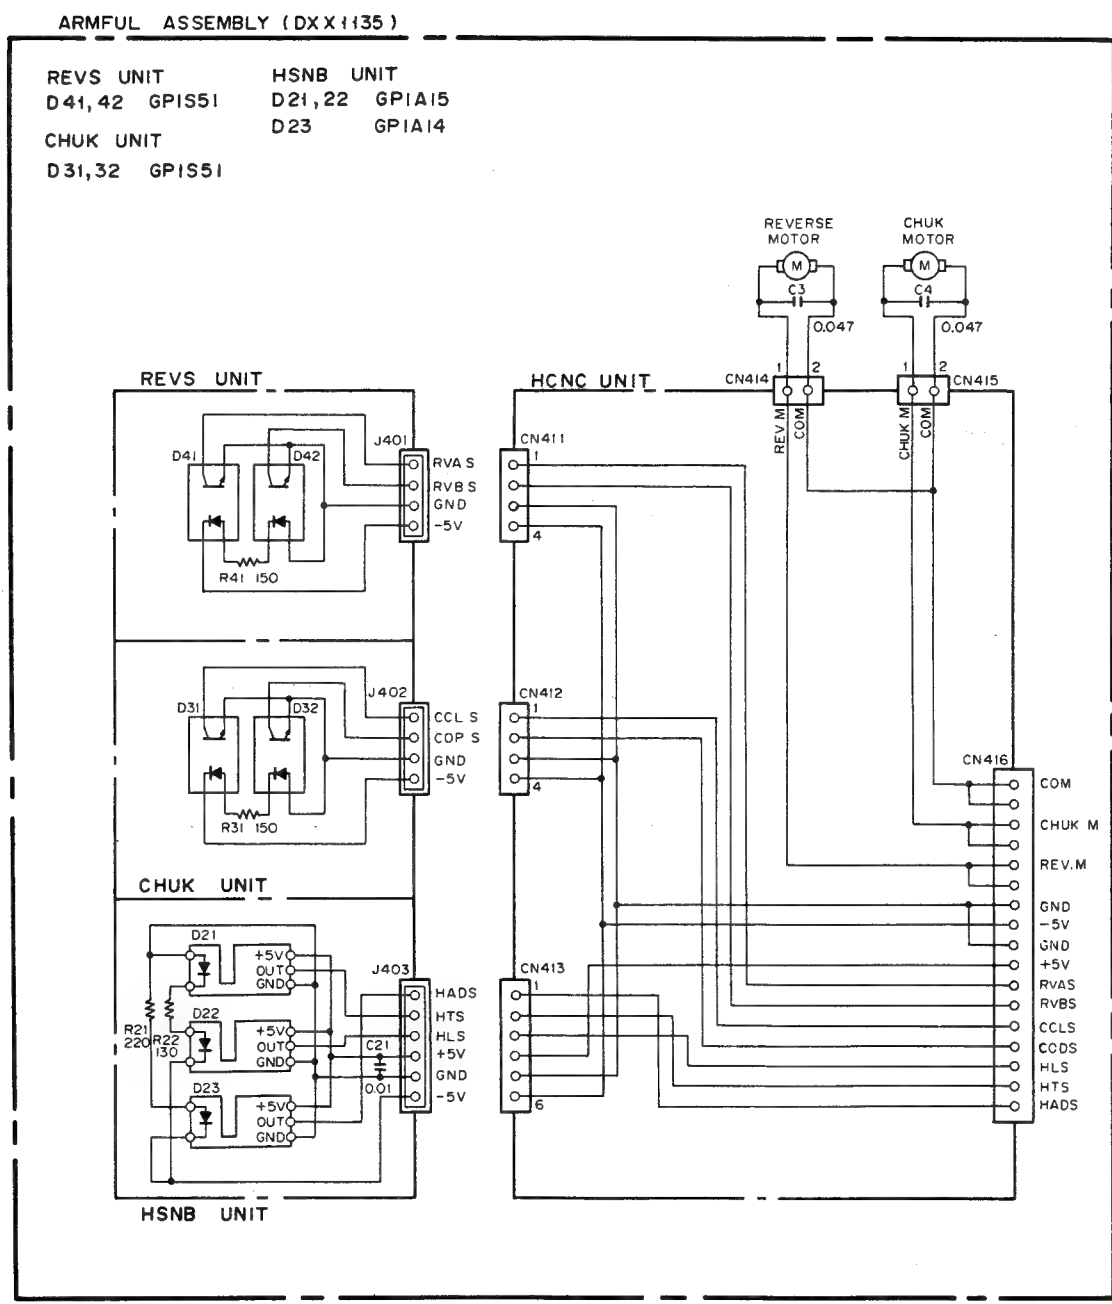 ARMFUL ASSEMBLY (DXX1135)
REVS UNIT
D41,42 GP1S51
CHUK UNIT
D31,32 GP1S51
HSNB UNIT
D21,22 GP1A15
D23 GP1A14
REVERSE
MOTOR
M
C3
0.047
CHUK
MOTOR
M
C4
0.047
REVS UNIT
D41
D42
R41 150
J401
RVA S
RVB S
GND
-5V
HCNC UNIT
CN414
1
2
REV.M
COM
CN415
1
2
CHUK M
COM
CN411
1
4
D31
D32
R31 150
J402
CCL S
COP S
GND
-5V
CHUK UNIT
CN412
1
4
CN416
COM
CHUK M
REV.M
GND
-5V
GND
+5V
RVAS
RVBS
CCLS
CODS
HLS
HTS
HADS
D21
+5V
OUT
GND
R21
220
R22
130
D22
+5V
OUT
GND
D23
+5V
OUT
GND
C21
0.01
J403
HADS
HTS
HLS
+5V
GND
-5V
CN413
1
6
HSNB UNIT